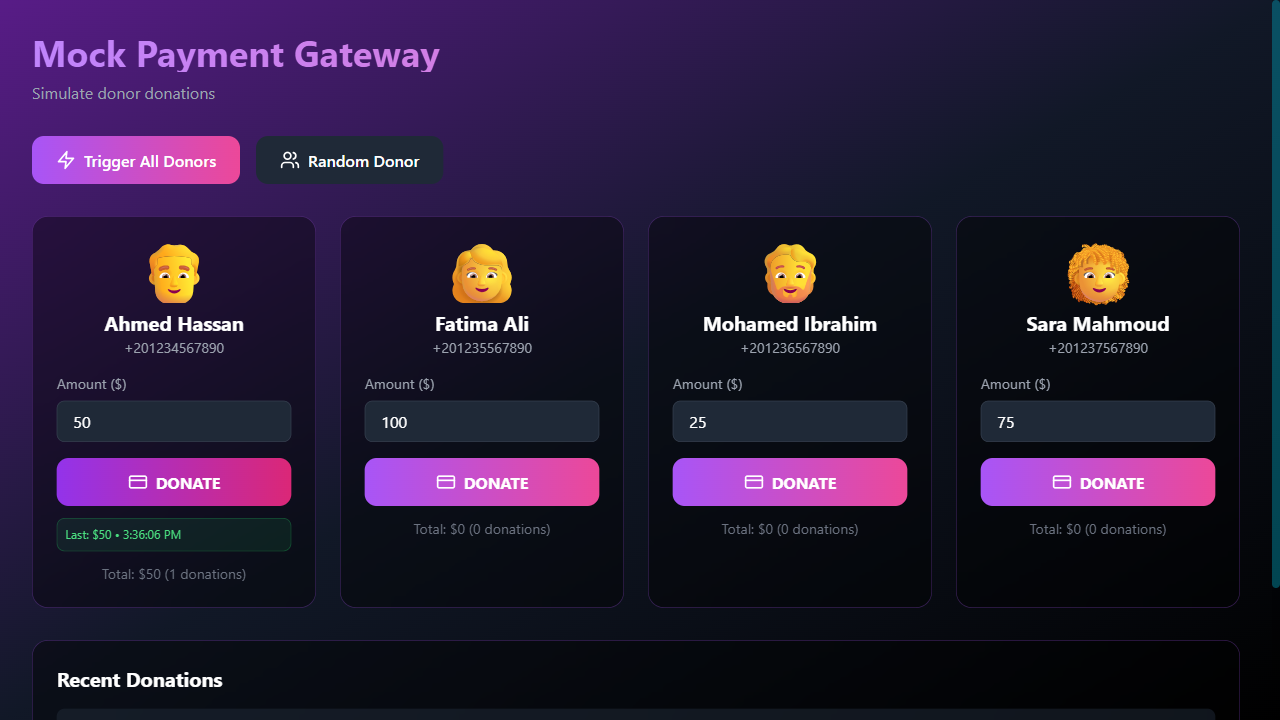 Mock Payment Gateway
Simulate donor donations
Trigger All Donors
Random Donor
Ahmed Hassan
+201234567890
Amount ($)
50
DONATE
Last: $50 • 3:36:06 PM
Total: $50 (1 donations)
Fatima Ali
+201235567890
Amount ($)
100
DONATE
Total: $0 (0 donations)
Mohamed Ibrahim
+201236567890
Amount ($)
25
DONATE
Total: $0 (0 donations)
Sara Mahmoud
+201237567890
Amount ($)
75
DONATE
Total: $0 (0 donations)
Recent Donations